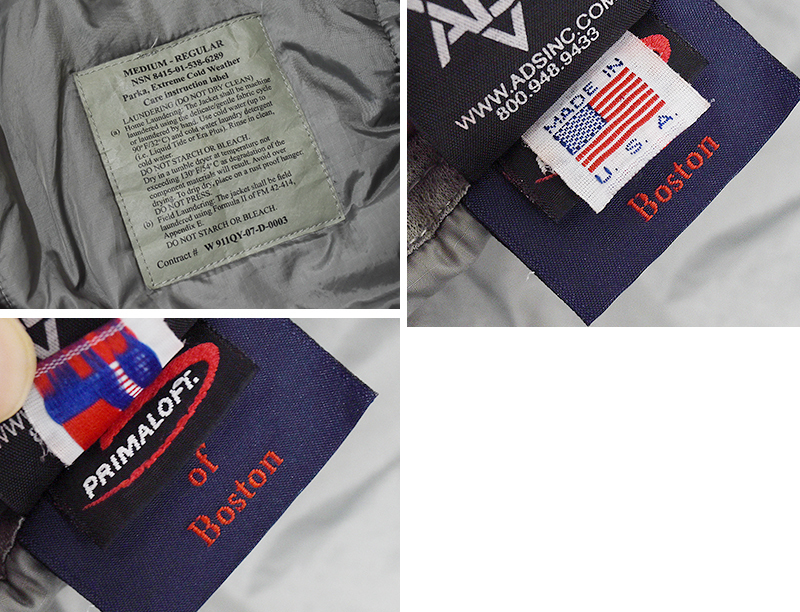 MEDIUM - REGULAR
NSN 8415-01-538-6289
Parka, Extreme Cold Weather
Care instruction label
LAUNDERING (DO NOT DRY CLEAN)
(a) Home Laundering. The Jacket shall be machine
laundered using the delicate/gentle fabric cycle
or laundered by hand. Use cold water (up to
90°F/32°C) and cold water laundry detergent
(i.e. Liquid Tide or Era Plus). Rinse in clean,
cold water.
DO NOT STARCH OR BLEACH.
Dry in a tumble dryer at temperature not
exceeding 130°F/54°C as degradation of the
component materials will result. Avoid over
drying. To drip dry, place on a rust proof hanger.
DO NOT PRESS.
(b) Field Laundering: The jacket shall be field
laundered using Formula II of FM 42-414,
Appendix E.
DO NOT STARCH OR BLEACH.
Contract # W 911QY-07-D-0003
WWW.ADSINC.COM
800.948.9433
MADE IN
U.S.A.
Boston
PRIMALOFT.
of
Boston